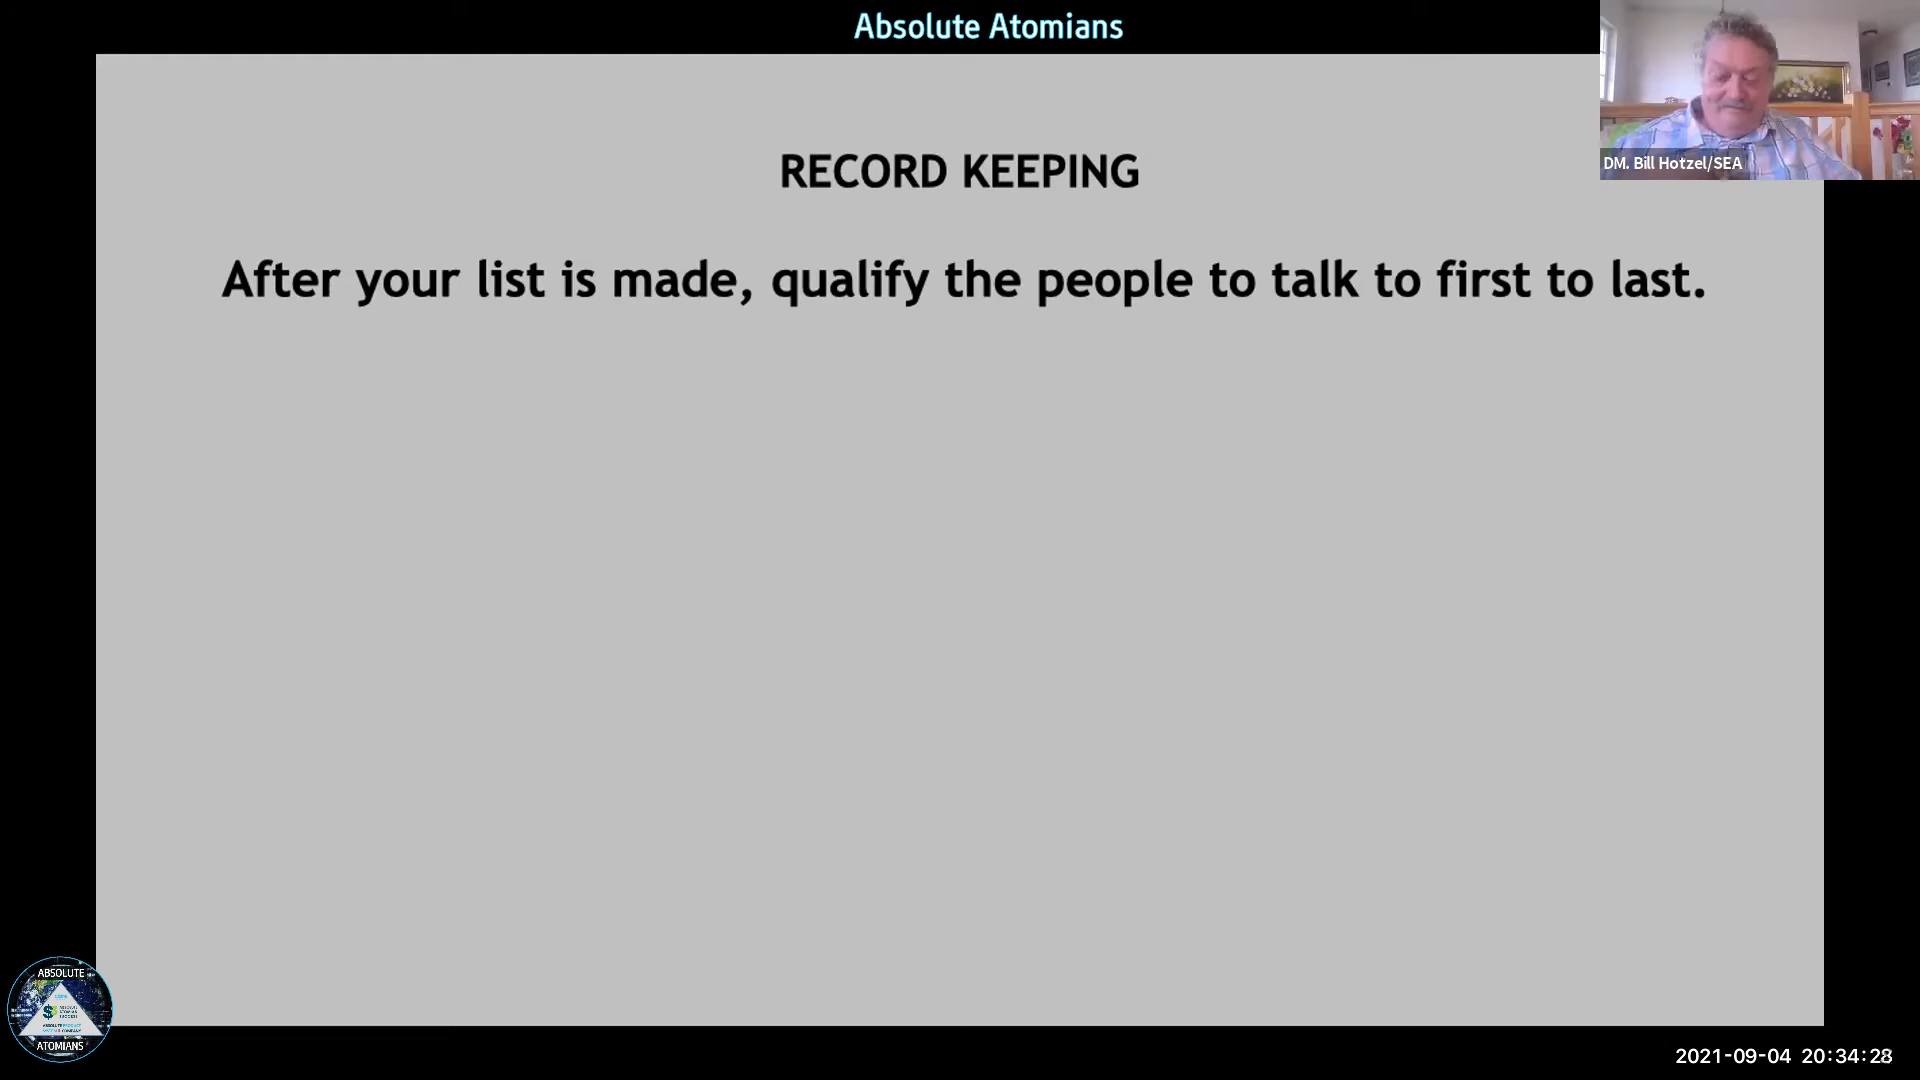 Absolute Atomians
DM. Bill Hotzel/SEA
RECORD KEEPING
After your list is made, qualify the people to talk to first to last.
ABSOLUTE
ATOMIANS
2021-09-04 20:34:28